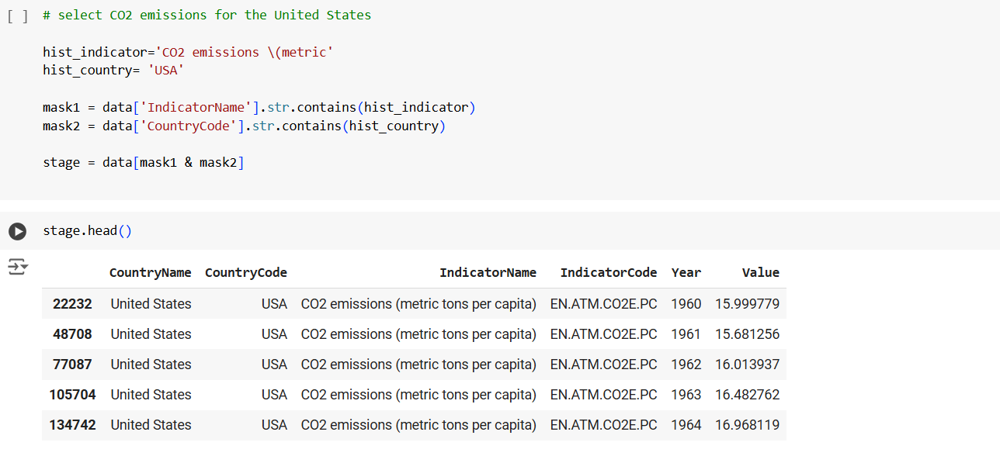 [ ] # select CO2 emissions for the United States
hist_indicator='CO2 emissions \(metric'
hist_country= 'USA'
mask1 = data['IndicatorName'].str.contains(hist_indicator)
mask2 = data['CountryCode'].str.contains(hist_country)
stage = data[mask1 & mask2]
stage.head()
CountryName CountryCode IndicatorName IndicatorCode Year Value
22232 United States USA CO2 emissions (metric tons per capita) EN.ATM.CO2E.PC 1960 15.999779
48708 United States USA CO2 emissions (metric tons per capita) EN.ATM.CO2E.PC 1961 15.681256
77087 United States USA CO2 emissions (metric tons per capita) EN.ATM.CO2E.PC 1962 16.013937
105704 United States USA CO2 emissions (metric tons per capita) EN.ATM.CO2E.PC 1963 16.482762
134742 United States USA CO2 emissions (metric tons per capita) EN.ATM.CO2E.PC 1964 16.968119